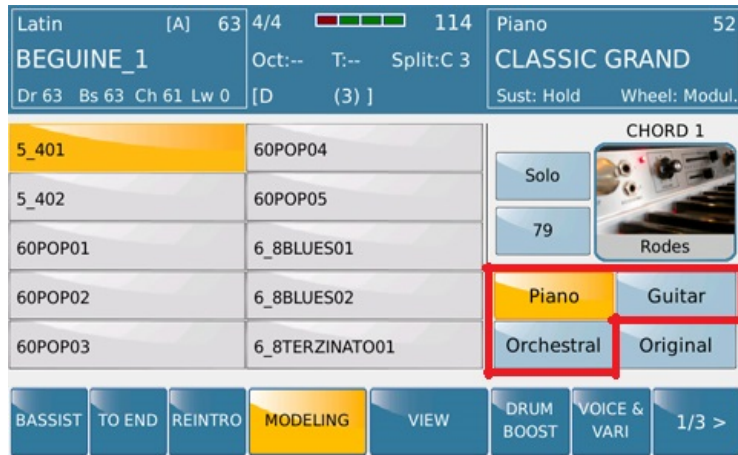 Latin [A] 63
BEGUINE_1
Dr 63 Bs 63 Ch 61 Lw 0
4/4 114
Oct:-- T:-- Split:C 3
[D (3) ]
Piano 52
CLASSIC GRAND
Sust: Hold Wheel: Modul.
5_401
5_402
60POP01
60POP02
60POP03
60POP04
60POP05
6_8BLUES01
6_8BLUES02
6_8TERZINATO01
CHORD 1
Solo
79
Rodes
Piano Guitar
Orchestral Original
BASSIST TO END REINTRO MODELING VIEW DRUM BOOST VOICE & VARI 1/3 >